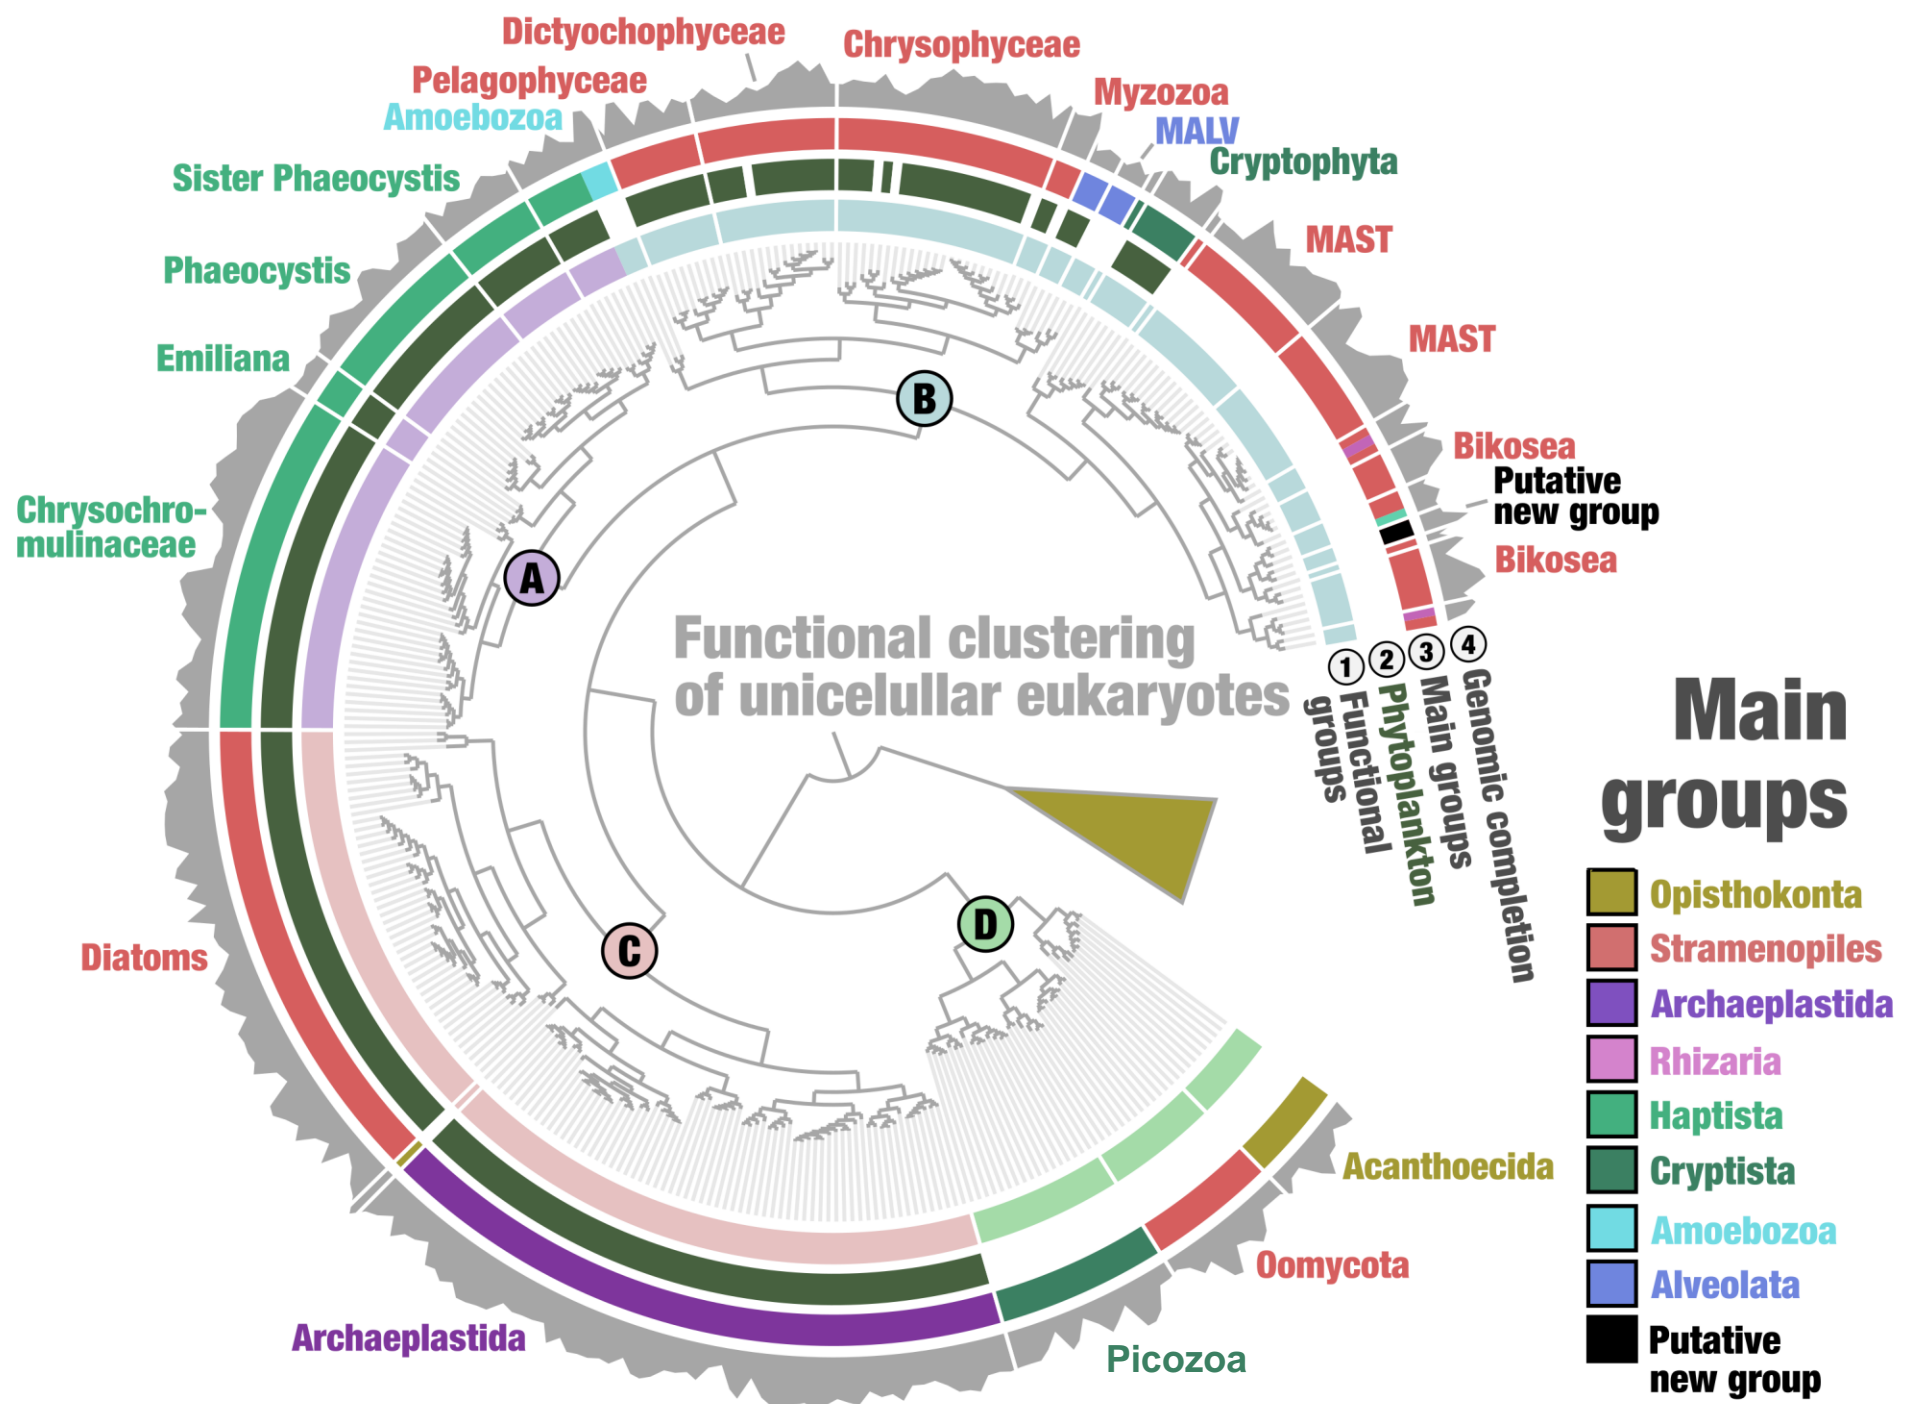 Dictyochophyceae
Chrysophyceae
Pelagophyceae
Myzozoa
Amoebozoa
MALV
Cryptophyta
Sister Phaeocystis
MAST
Phaeocystis
MAST
Emiliana
Bikosea
Putative
new group
Chrysochro-
mulinaceae
Bikosea
B
A
Functional clustering
of unicelullar eukaryotes
1
2
3
4
Functional
groups
Phytoplankton
Main groups
Genomic completion
C
D
Diatoms
Acanthoecida
Oomycota
Archaeplastida
Picozoa
Main
groups
Opisthokonta
Stramenopiles
Archaeplastida
Rhizaria
Haptista
Cryptista
Amoebozoa
Alveolata
Putative
new group